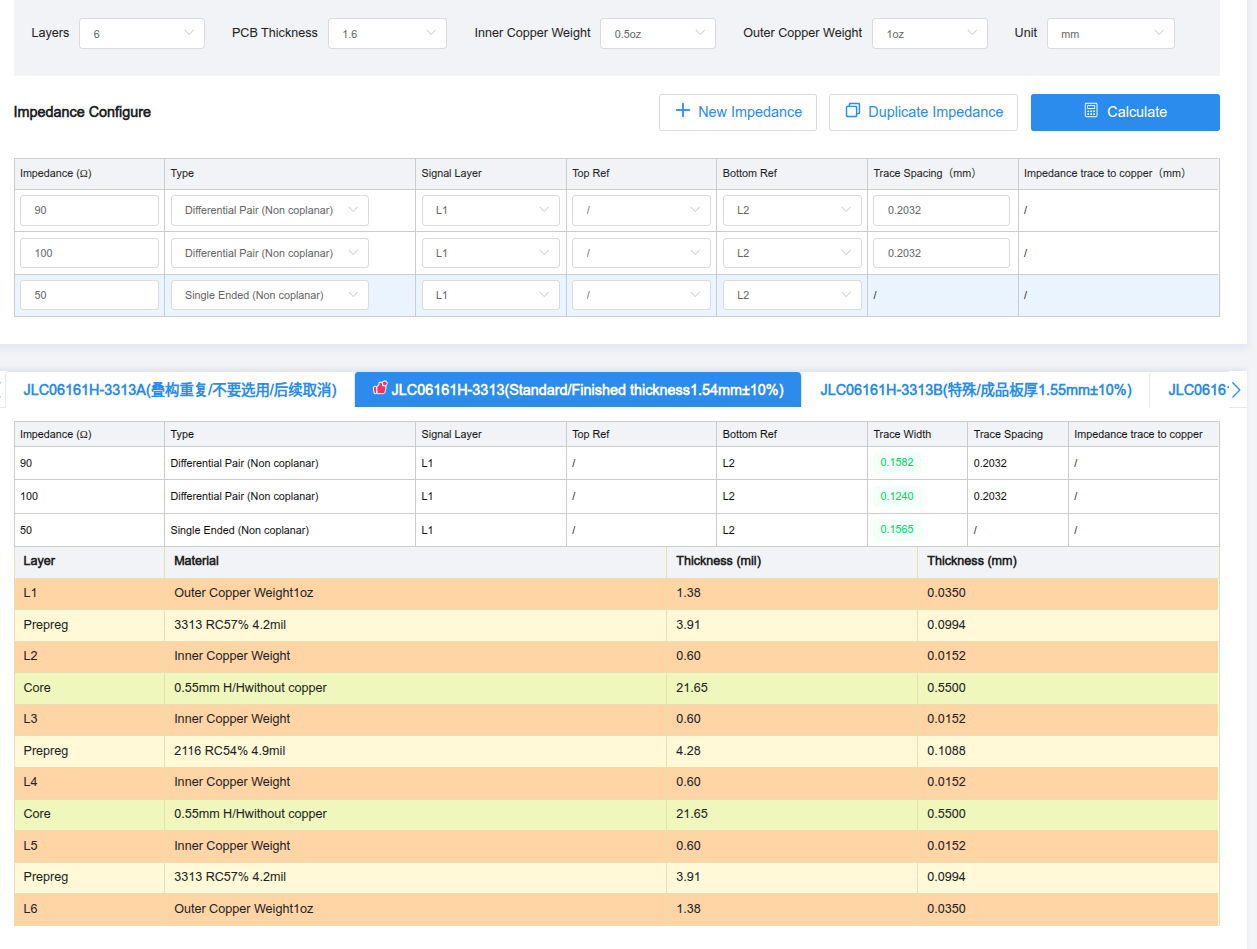 Layers 6 PCB Thickness 1.6 Inner Copper Weight 0.5oz Outer Copper Weight 1oz Unit mm
Impedance Configure New Impedance Duplicate Impedance Calculate
Impedance (Ω) Type Signal Layer Top Ref Bottom Ref Trace Spacing（mm） Impedance trace to copper（mm）
90 Differential Pair (Non coplanar) L1 / L2 0.2032 /
100 Differential Pair (Non coplanar) L1 / L2 0.2032 /
50 Single Ended (Non coplanar) L1 / L2 / /
JLC06161H-3313A(叠构重复/不要选用/后续取消) JLC06161H-3313(Standard/Finished thickness1.54mm±10%) JLC06161H-3313B(特殊/成品板厚1.55mm±10%) JLC0616
Impedance (Ω) Type Signal Layer Top Ref Bottom Ref Trace Width Trace Spacing Impedance trace to copper
90 Differential Pair (Non coplanar) L1 / L2 0.1582 0.2032 /
100 Differential Pair (Non coplanar) L1 / L2 0.1240 0.2032 /
50 Single Ended (Non coplanar) L1 / L2 0.1565 / /
Layer Material Thickness (mil) Thickness (mm)
L1 Outer Copper Weight1oz 1.38 0.0350
Prepreg 3313 RC57% 4.2mil 3.91 0.0994
L2 Inner Copper Weight 0.60 0.0152
Core 0.55mm H/Hwithout copper 21.65 0.5500
L3 Inner Copper Weight 0.60 0.0152
Prepreg 2116 RC54% 4.9mil 4.28 0.1088
L4 Inner Copper Weight 0.60 0.0152
Core 0.55mm H/Hwithout copper 21.65 0.5500
L5 Inner Copper Weight 0.60 0.0152
Prepreg 3313 RC57% 4.2mil 3.91 0.0994
L6 Outer Copper Weight1oz 1.38 0.0350